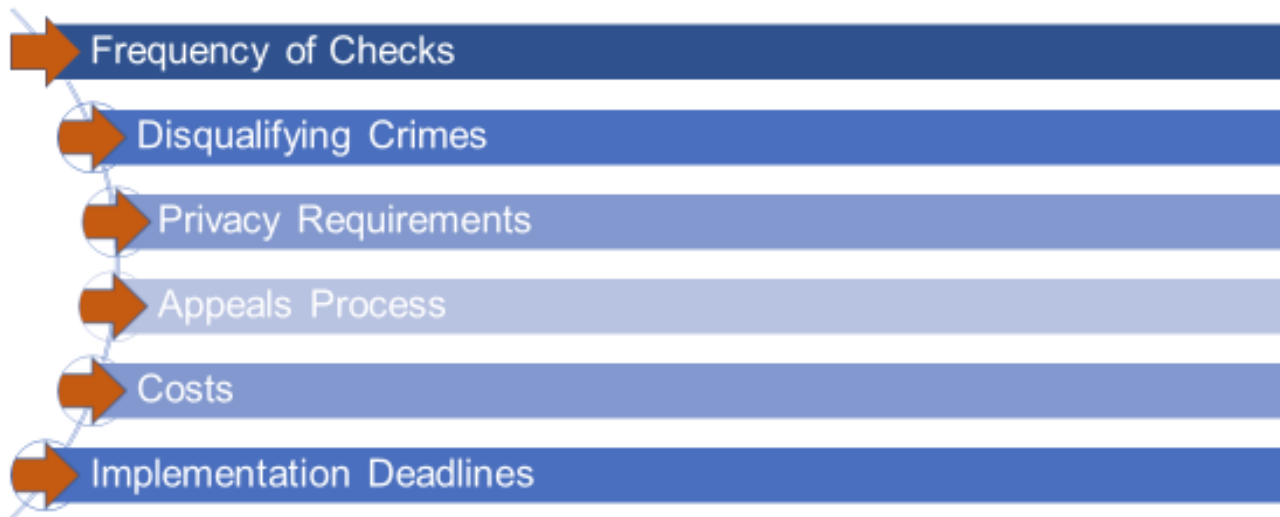 Frequency of Checks
Disqualifying Crimes
Privacy Requirements
Appeals Process
Costs
Implementation Deadlines